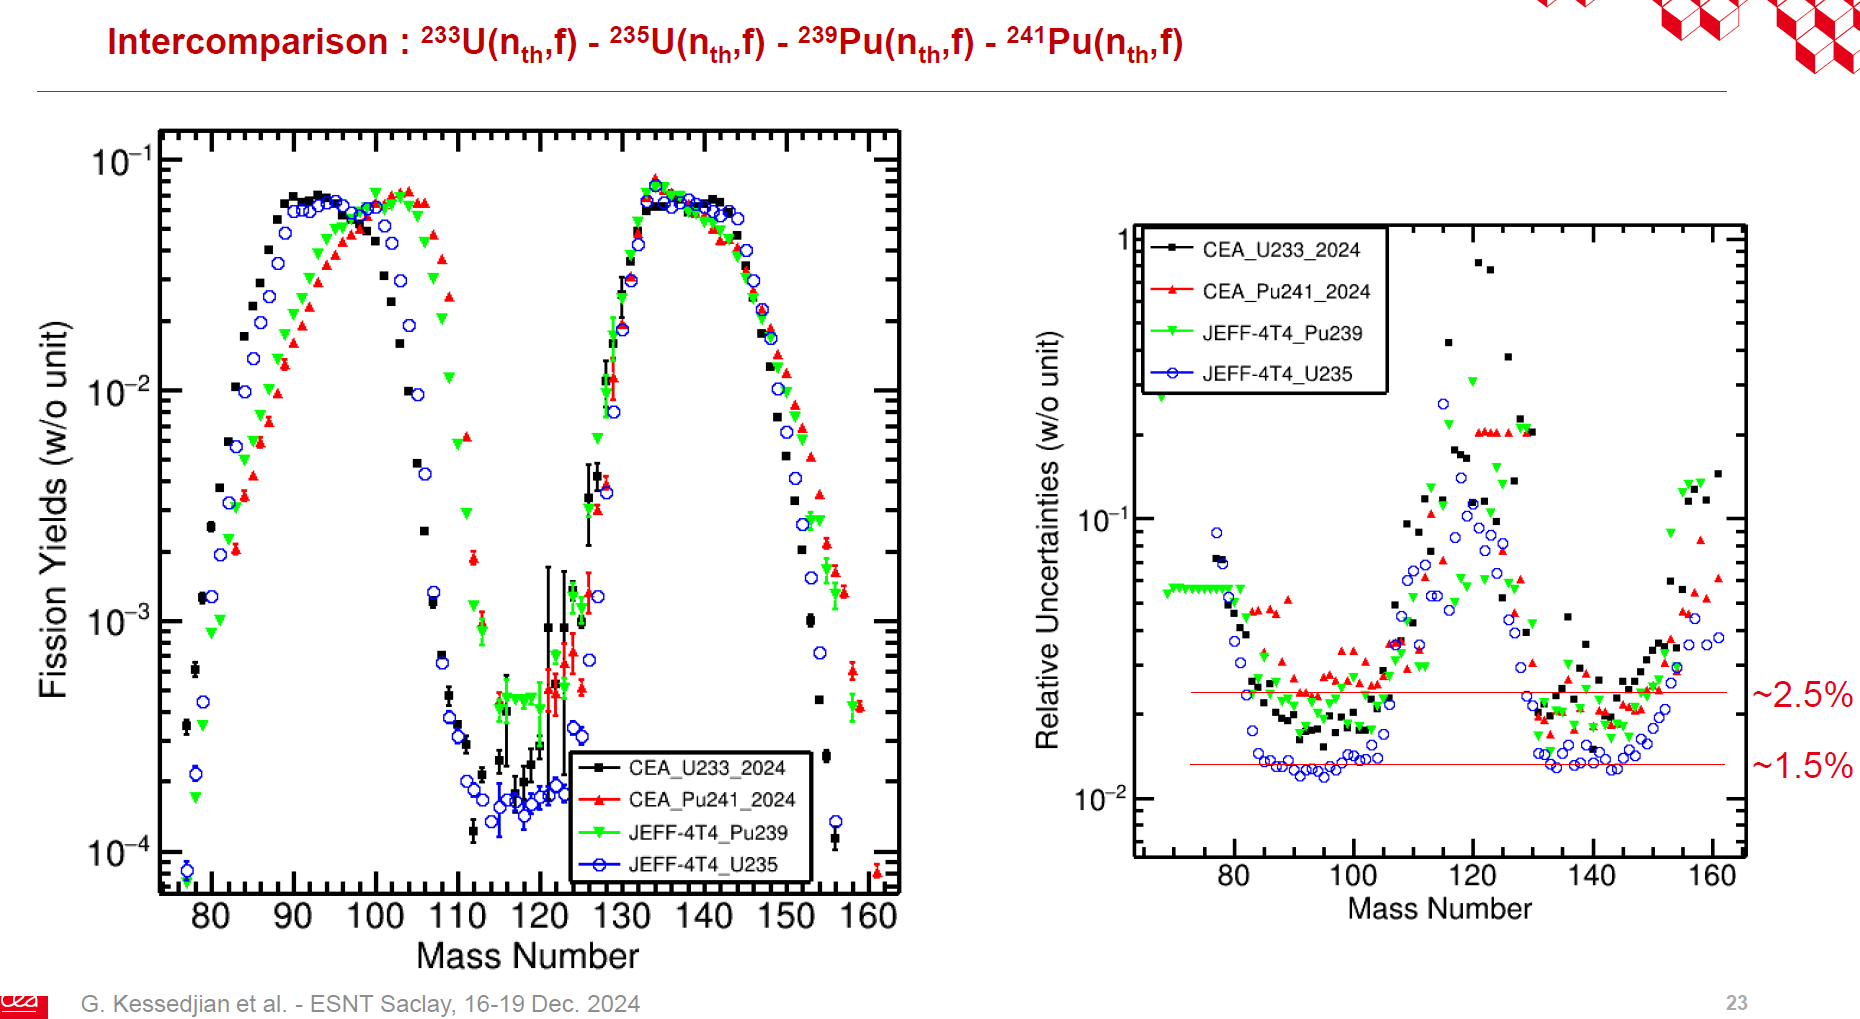 Intercomparison : ²³³U(nₜₕ,f) - ²³⁵U(nₜₕ,f) - ²³⁹Pu(nₜₕ,f) - ²⁴¹Pu(nₜₕ,f)
Fission Yields (w/o unit)
10⁻¹
10⁻²
10⁻³
10⁻⁴
CEA_U233_2024
CEA_Pu241_2024
JEFF-4T4_Pu239
JEFF-4T4_U235
80 90 100 110 120 130 140 150 160
Mass Number
Relative Uncertainties (w/o unit)
1
10⁻¹
10⁻²
CEA_U233_2024
CEA_Pu241_2024
JEFF-4T4_Pu239
JEFF-4T4_U235
~2.5%
~1.5%
80 100 120 140 160
Mass Number
cea
G. Kessedjian et al. - ESNT Saclay, 16-19 Dec. 2024
23